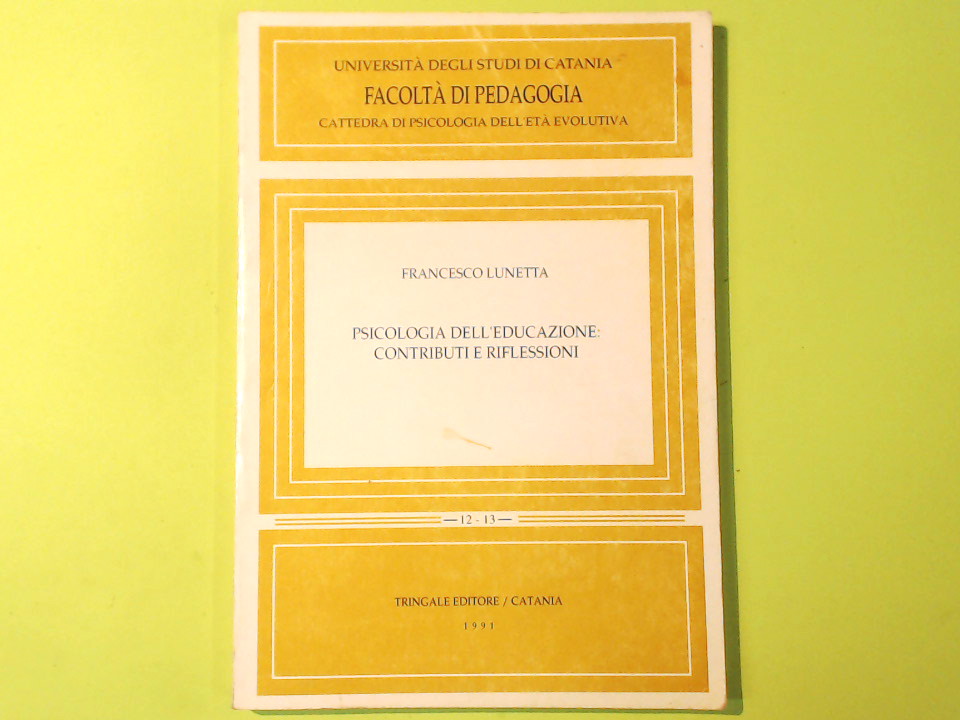 UNIVERSITÀ DEGLI STUDI DI CATANIA
FACOLTÀ DI PEDAGOGIA
CATTEDRA DI PSICOLOGIA DELL'ETÀ EVOLUTIVA
FRANCESCO LUNETTA
PSICOLOGIA DELL'EDUCAZIONE:
CONTRIBUTI E RIFLESSIONI
— 12 - 13 —
TRINGALE EDITORE / CATANIA
1991